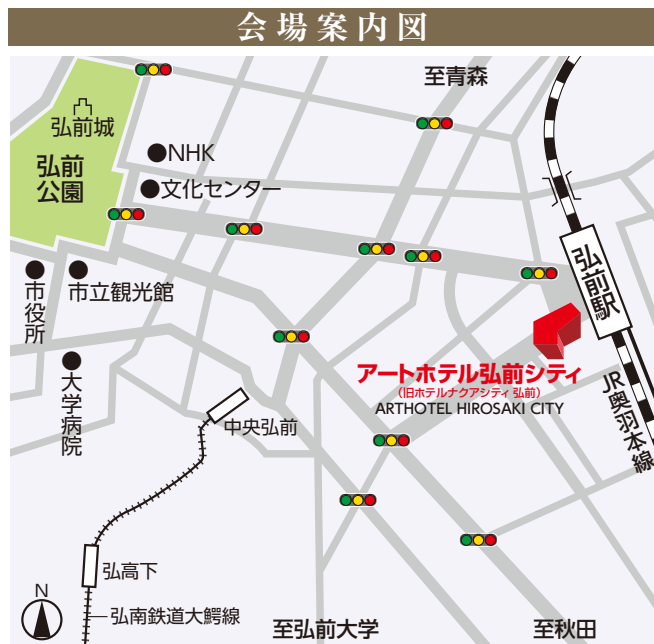 会場案内図
至青森
弘前城
弘前
公園
NHK
文化センター
市役所
市立観光館
大学病院
弘前駅
アートホテル弘前シティ
(旧ホテルナクアシティ 弘前)
ARTHOTEL HIROSAKI CITY
JR奥羽本線
中央弘前
弘高下
弘南鉄道大鰐線
N
至弘前大学
至秋田